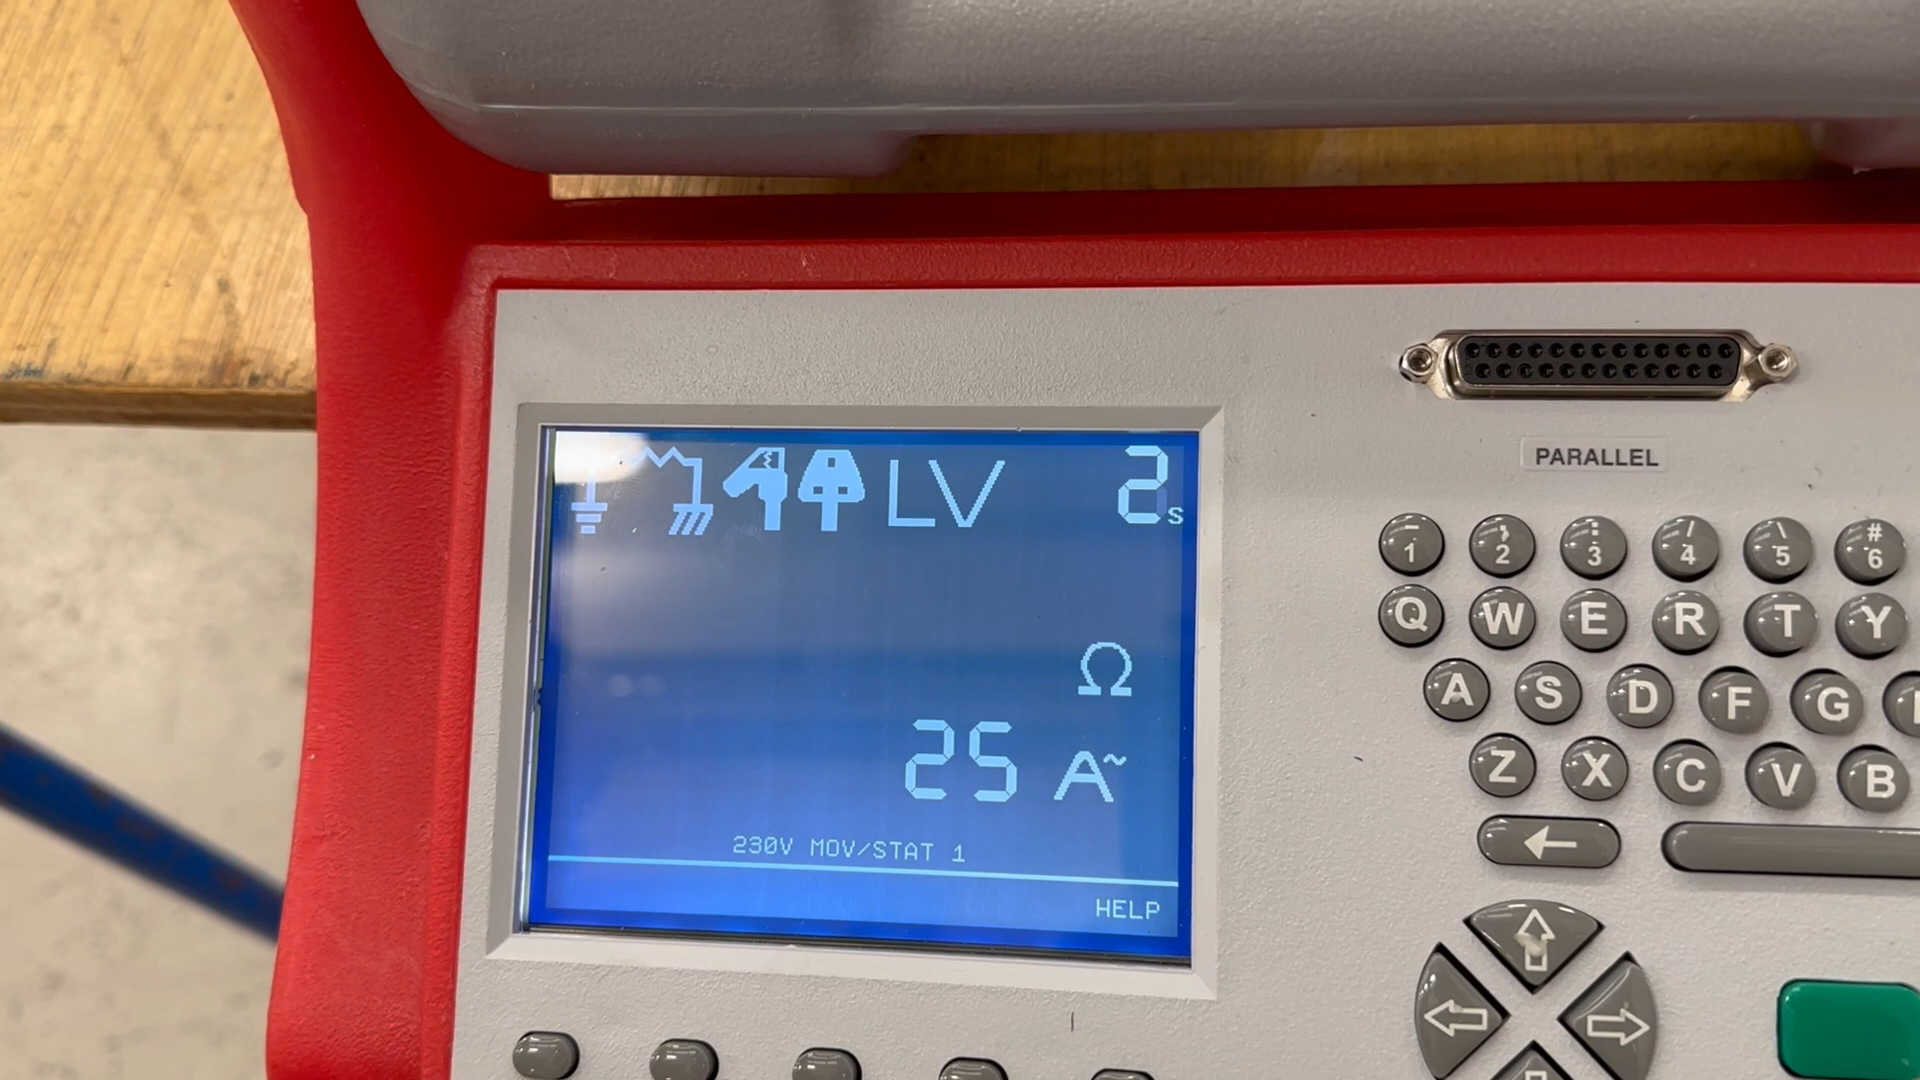 LV 2s
Ω
25 A~
230V MOV/STAT 1
HELP
PARALLEL
1 2 3 / 4 \ 5 # 6
Q W E R T Y
A S D F G
Z X C V B
←